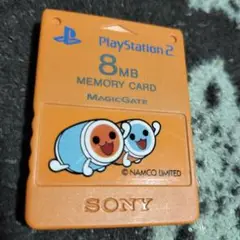 PlayStation 2
8MB
MEMORY CARD
MAGICGATE
© NAMCO LIMITED
SONY